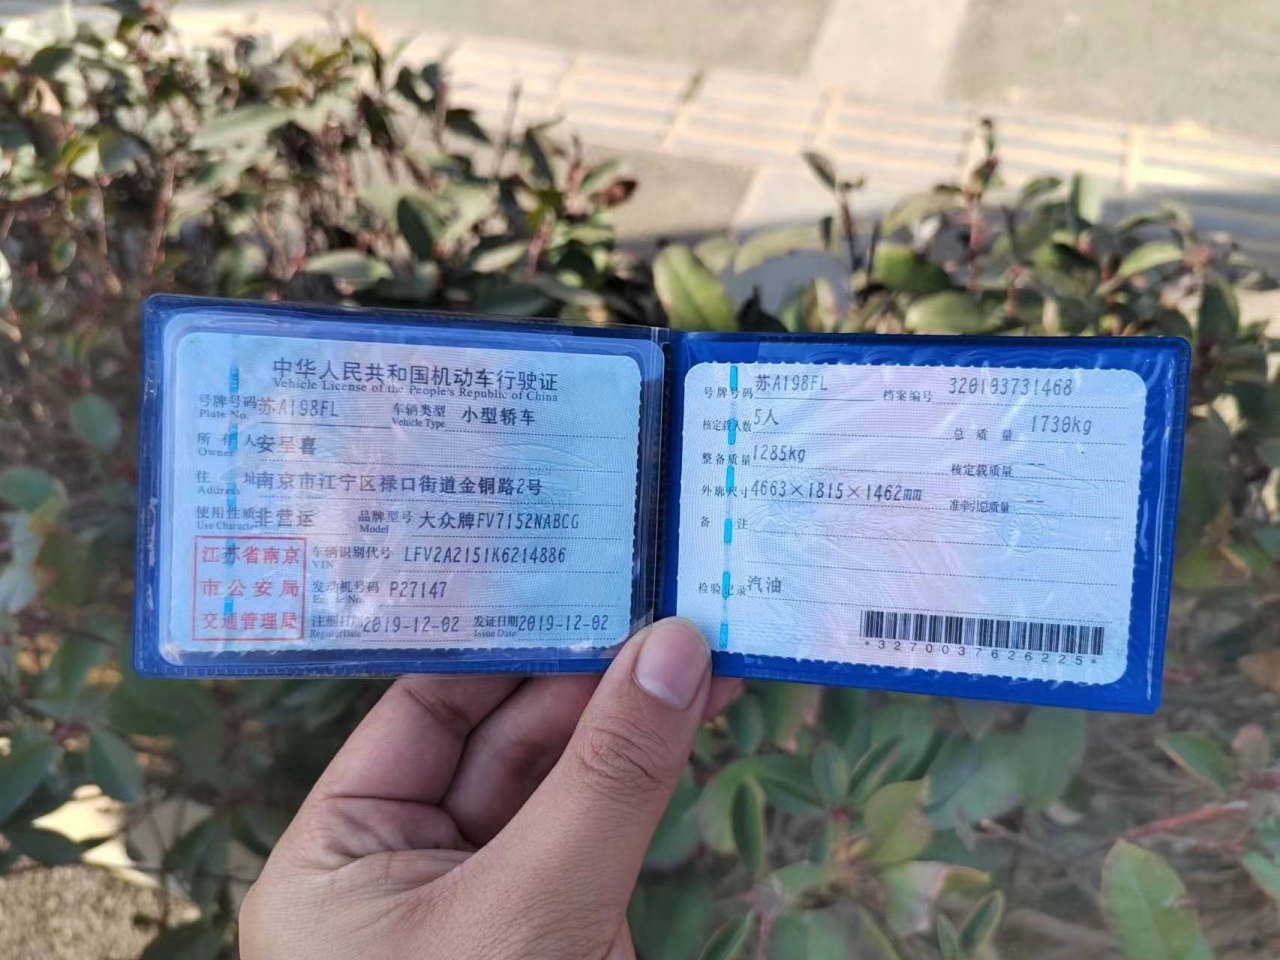 中华人民共和国机动车行驶证
Vehicle License of the People's Republic of China
号牌号码 苏A198FL 车辆类型 小型轿车
Plate No. Vehicle Type
所有人 安呈喜
Owner
住址 南京市江宁区禄口街道金铜路2号
Address
使用性质 非营运 品牌型号 大众牌FV7152NABCG
Use Character Model
江苏省南京
市公安局
交通管理局
车辆识别代号 LFV2A2151K6214886
VIN
发动机号码 P27147
Engine No.
注册日期 2019-12-02 发证日期 2019-12-02
Register Date Issue Date
号牌号码 苏A198FL 档案编号 320103731468
核定载人数 5人 总质量 1730kg
整备质量 1285kg 核定载质量 --
外廓尺寸 4663×1815×1462mm 准牵引总质量 --
备注
检验记录 汽油
*3270037626225*